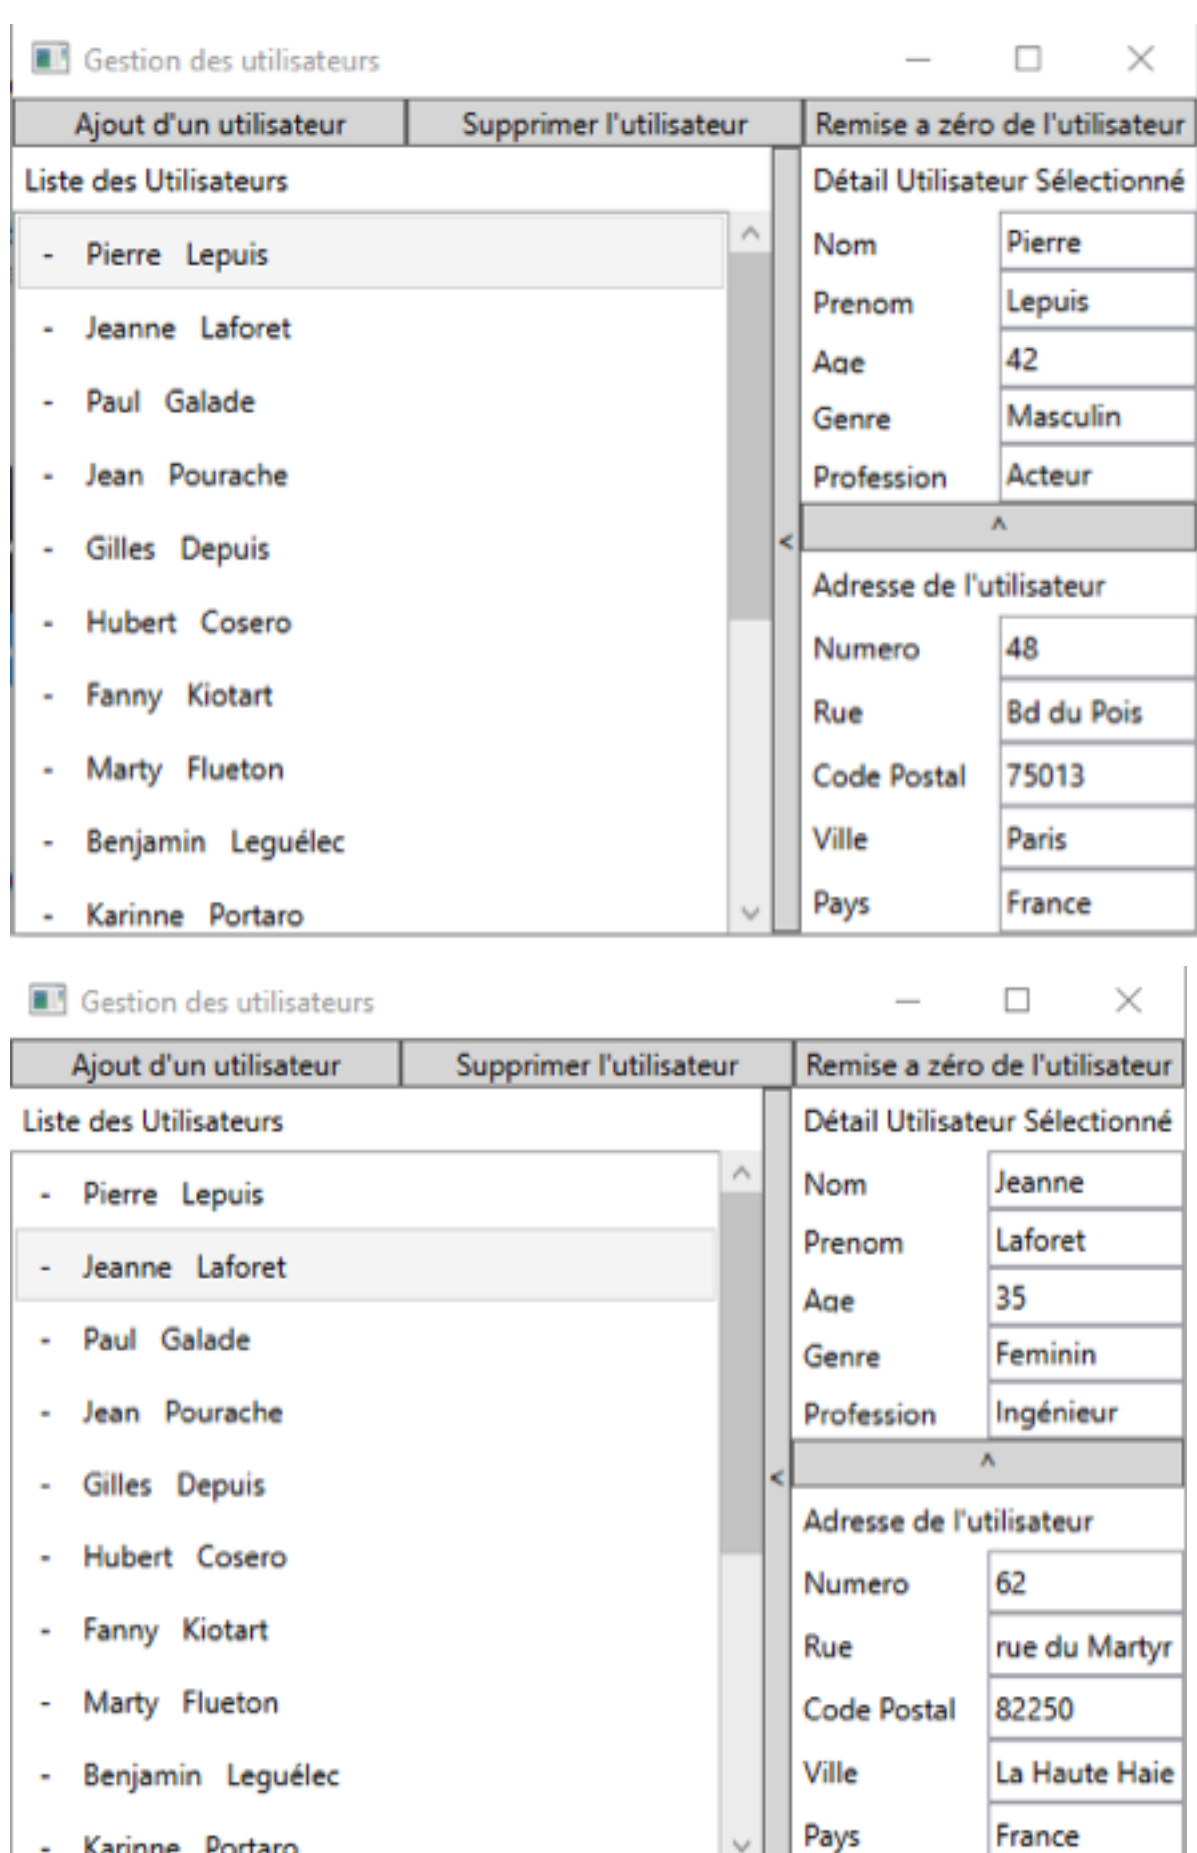 Gestion des utilisateurs
Ajout d'un utilisateur
Supprimer l'utilisateur
Remise a zéro de l'utilisateur
Liste des Utilisateurs
- Pierre Lepuis
- Jeanne Laforet
- Paul Galade
- Jean Pourache
- Gilles Depuis
- Hubert Cosero
- Fanny Kiotart
- Marty Flueton
- Benjamin Leguélec
- Karinne Portaro
<
Détail Utilisateur Sélectionné
Nom Pierre
Prenom Lepuis
Age 42
Genre Masculin
Profession Acteur
^
Adresse de l'utilisateur
Numero 48
Rue Bd du Pois
Code Postal 75013
Ville Paris
Pays France
Gestion des utilisateurs
Ajout d'un utilisateur
Supprimer l'utilisateur
Remise a zéro de l'utilisateur
Liste des Utilisateurs
- Pierre Lepuis
- Jeanne Laforet
- Paul Galade
- Jean Pourache
- Gilles Depuis
- Hubert Cosero
- Fanny Kiotart
- Marty Flueton
- Benjamin Leguélec
- Karinne Portaro
<
Détail Utilisateur Sélectionné
Nom Jeanne
Prenom Laforet
Age 35
Genre Feminin
Profession Ingénieur
^
Adresse de l'utilisateur
Numero 62
Rue rue du Martyr
Code Postal 82250
Ville La Haute Haie
Pays France